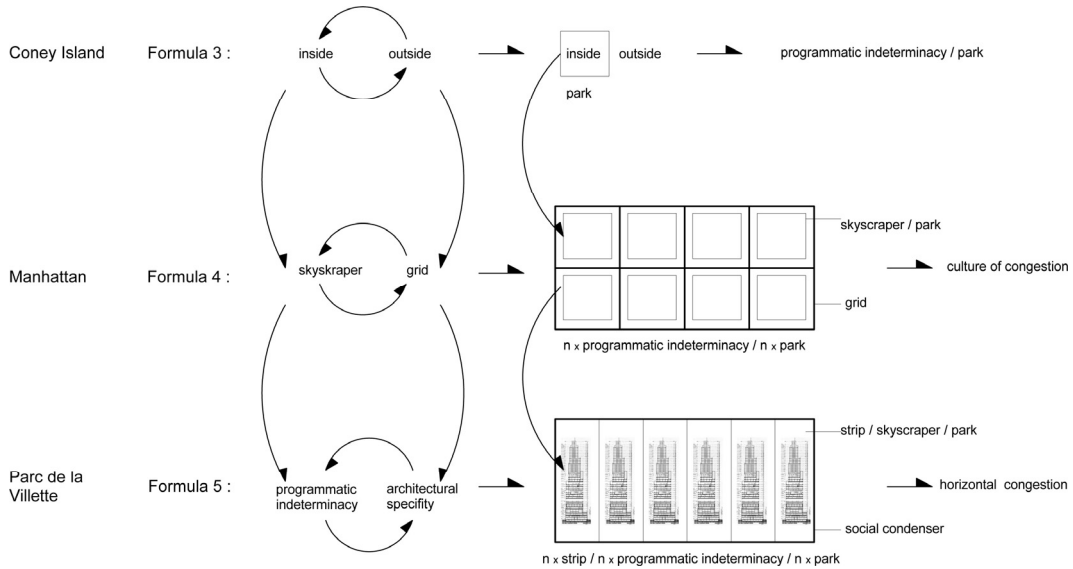 Coney Island
Formula 3 :
inside
outside
inside
outside
programmatic indeterminacy / park
park
skyscraper / park
Manhattan
Formula 4 :
skyskraper
grid
culture of congestion
grid
n x programmatic indeterminacy / n x park
strip / skyscraper / park
Parc de la
Villette
Formula 5 :
programmatic
indeterminacy
architectural
specifity
horizontal congestion
social condenser
n x strip / n x programmatic indeterminacy / n x park